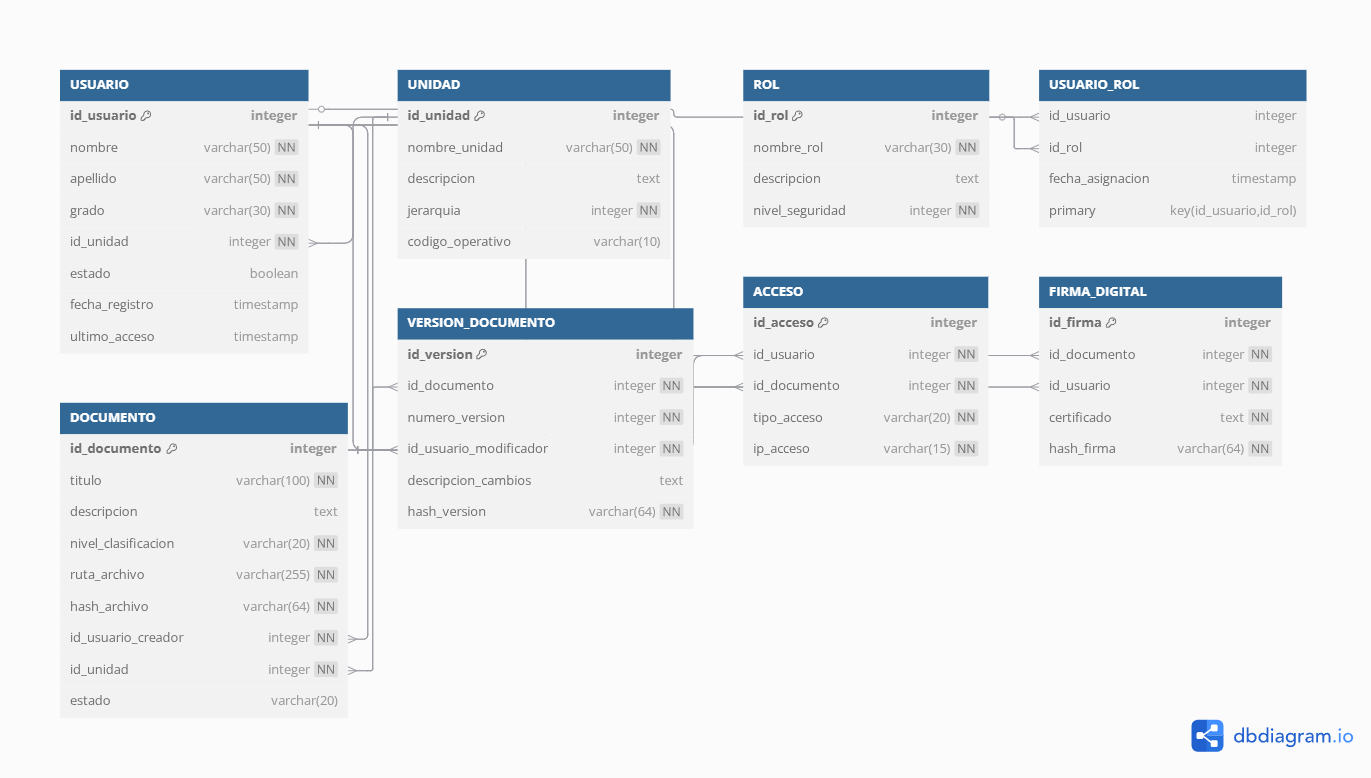 USUARIO
id_usuario integer
nombre varchar(50) NN
apellido varchar(50) NN
grado varchar(30) NN
id_unidad integer NN
estado boolean
fecha_registro timestamp
ultimo_acceso timestamp
UNIDAD
id_unidad integer
nombre_unidad varchar(50) NN
descripcion text
jerarquia integer NN
codigo_operativo varchar(10)
ROL
id_rol integer
nombre_rol varchar(30) NN
descripcion text
nivel_seguridad integer NN
USUARIO_ROL
id_usuario integer
id_rol integer
fecha_asignacion timestamp
primary key(id_usuario,id_rol)
VERSION_DOCUMENTO
id_version integer
id_documento integer NN
numero_version integer NN
id_usuario_modificador integer NN
descripcion_cambios text
hash_version varchar(64) NN
ACCESO
id_acceso integer
id_usuario integer NN
id_documento integer NN
tipo_acceso varchar(20) NN
ip_acceso varchar(15) NN
FIRMA_DIGITAL
id_firma integer
id_documento integer NN
id_usuario integer NN
certificado text NN
hash_firma varchar(64) NN
DOCUMENTO
id_documento integer
titulo varchar(100) NN
descripcion text
nivel_clasificacion varchar(20) NN
ruta_archivo varchar(255) NN
hash_archivo varchar(64) NN
id_usuario_creador integer NN
id_unidad integer NN
estado varchar(20)
dbdiagram.io